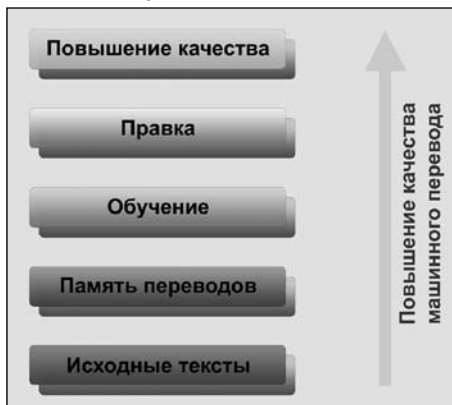 Повышение качества
Правка
Обучение
Память переводов
Исходные тексты
Повышение качества
машинного перевода